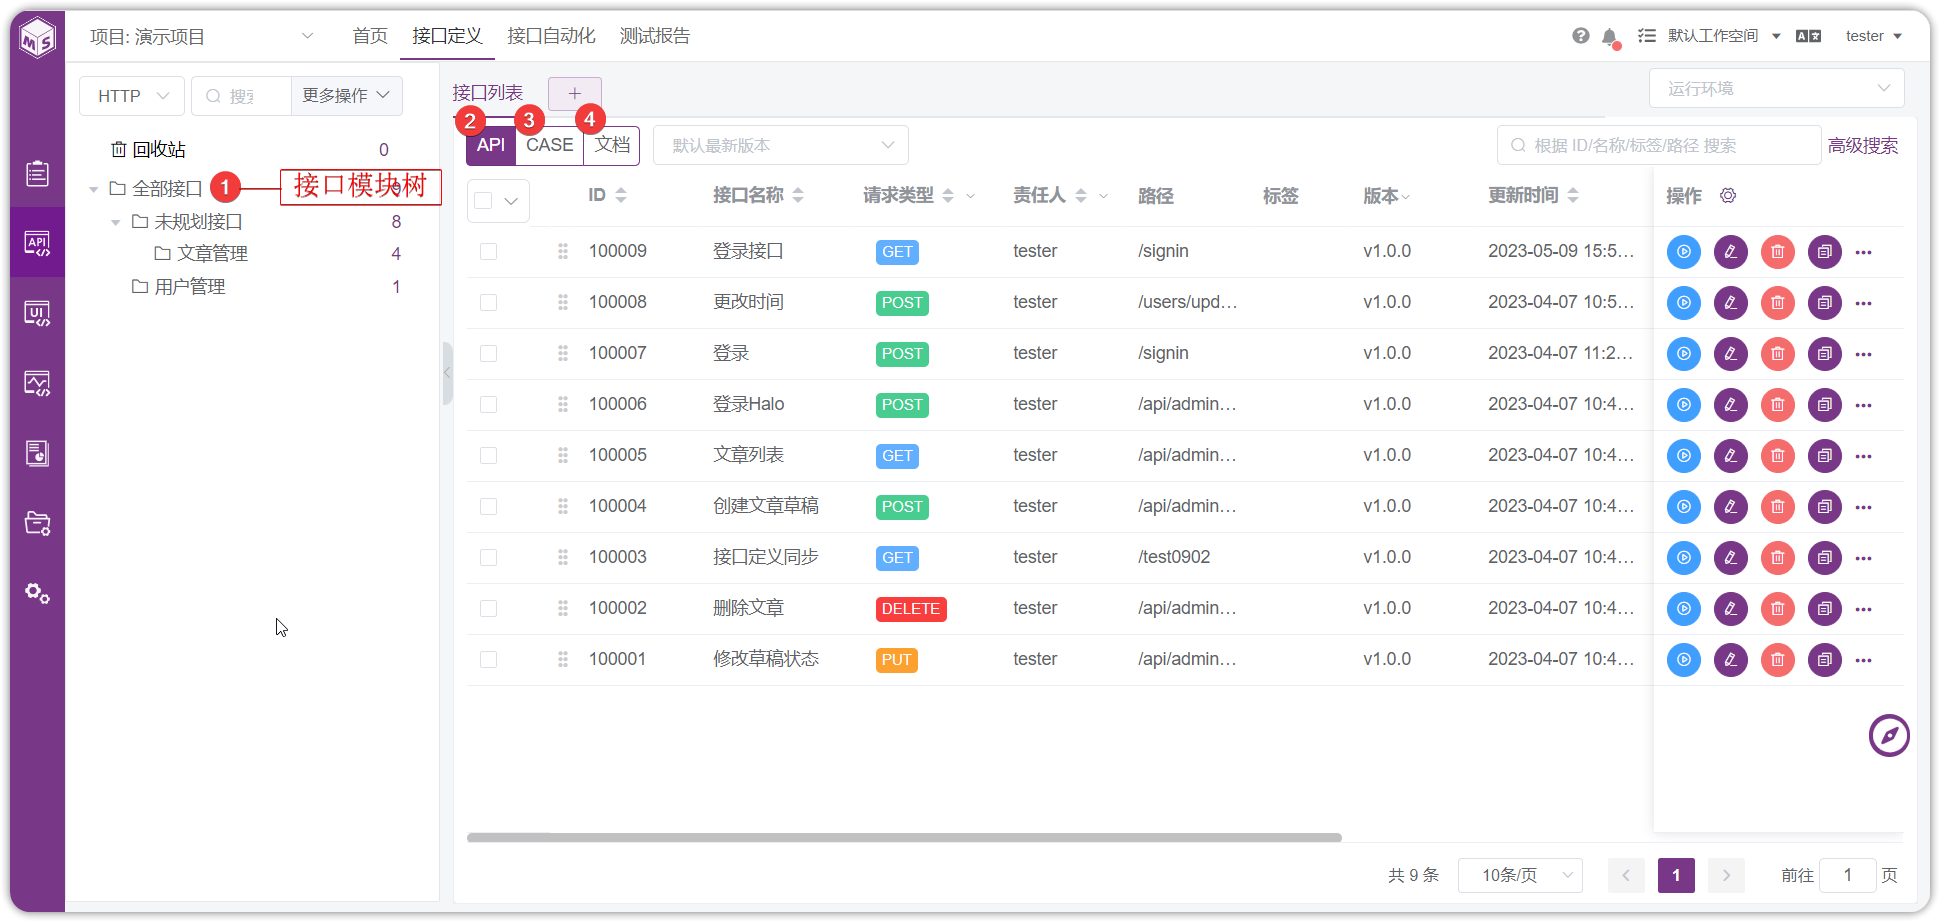 MS
项目: 演示项目
首页
接口定义
接口自动化
测试报告
默认工作空间
tester
HTTP
更多操作
接口列表
+
运行环境
2
3
4
API
CASE
文档
默认最新版本
根据 ID/名称/标签/路径 搜索
高级搜索
回收站 0
全部接口 1 接口模块树 9
未规划接口 8
文章管理 4
用户管理 1
API
UI
ID 接口名称 请求类型 责任人 路径 标签 版本 更新时间 操作
100009 登录接口 GET tester /signin v1.0.0 2023-05-09 15:5...
100008 更改时间 POST tester /users/upd... v1.0.0 2023-04-07 10:5...
100007 登录 POST tester /signin v1.0.0 2023-04-07 11:2...
100006 登录Halo POST tester /api/admin... v1.0.0 2023-04-07 10:4...
100005 文章列表 GET tester /api/admin... v1.0.0 2023-04-07 10:4...
100004 创建文章草稿 POST tester /api/admin... v1.0.0 2023-04-07 10:4...
100003 接口定义同步 GET tester /test0902 v1.0.0 2023-04-07 10:4...
100002 删除文章 DELETE tester /api/admin... v1.0.0 2023-04-07 10:4...
100001 修改草稿状态 PUT tester /api/admin... v1.0.0 2023-04-07 10:4...
共 9 条
10条/页
1
前往 1 页